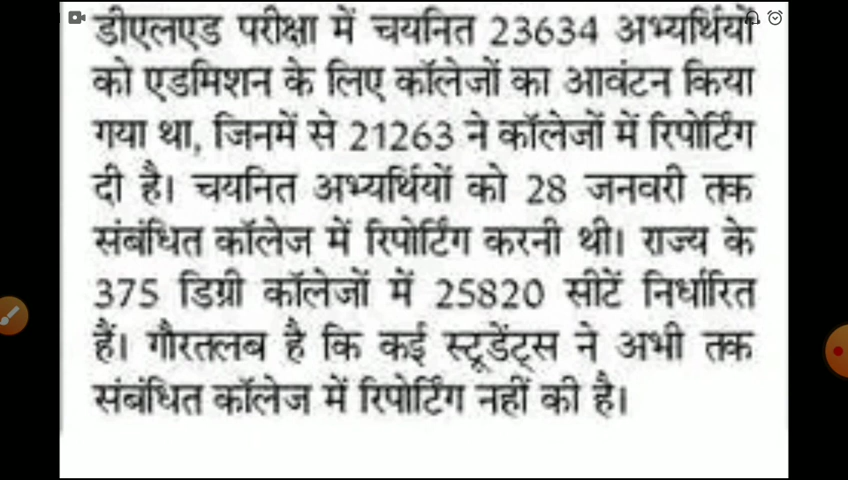 डीएलएड परीक्षा में चयनित 23634 अभ्यर्थियों
को एडमिशन के लिए कॉलेजों का आवंटन किया
गया था, जिनमें से 21263 ने कॉलेजों में रिपोर्टिंग
दी है। चयनित अभ्यर्थियों को 28 जनवरी तक
संबंधित कॉलेज में रिपोर्टिंग करनी थी। राज्य के
375 डिग्री कॉलेजों में 25820 सीटें निर्धारित
हैं। गौरतलब है कि कई स्टूडेंट्स ने अभी तक
संबंधित कॉलेज में रिपोर्टिंग नहीं की है।